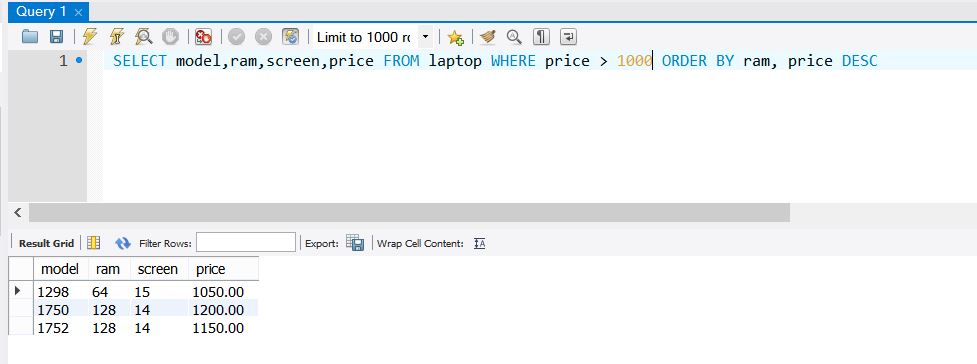 Query 1
Limit to 1000 rc
1 SELECT model,ram,screen,price FROM laptop WHERE price > 1000 ORDER BY ram, price DESC
Result Grid Filter Rows: Export: Wrap Cell Content:
model ram screen price
1298 64 15 1050.00
1750 128 14 1200.00
1752 128 14 1150.00